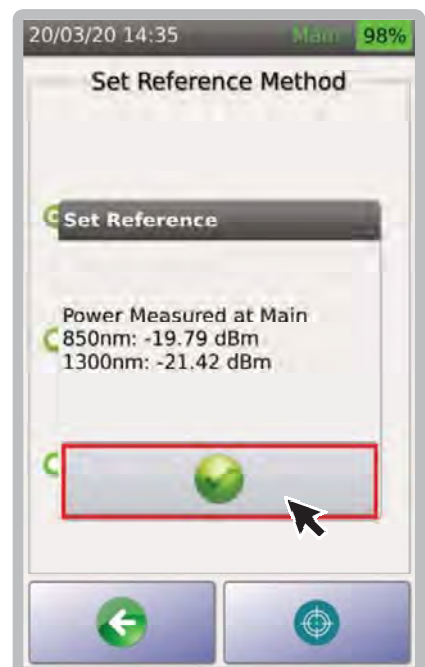 20/03/20 14:35 Main 98%
Set Reference Method
Set Reference
Power Measured at Main
850nm: -19.79 dBm
1300nm: -21.42 dBm